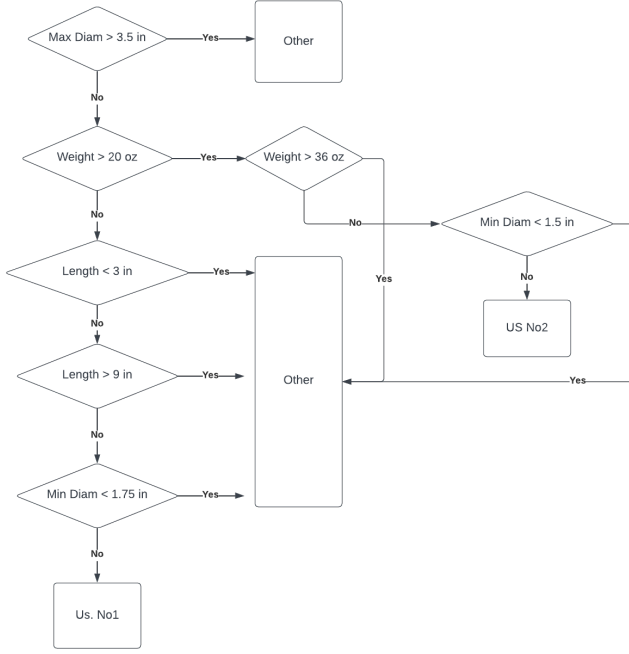 Max Diam > 3.5 in
Yes
Other
No
Weight > 20 oz
Yes
Weight > 36 oz
No
No
Min Diam < 1.5 in
Length < 3 in
Yes
Yes
No
US No2
No
Length > 9 in
Yes
Other
Yes
No
Min Diam < 1.75 in
Yes
No
Us. No1